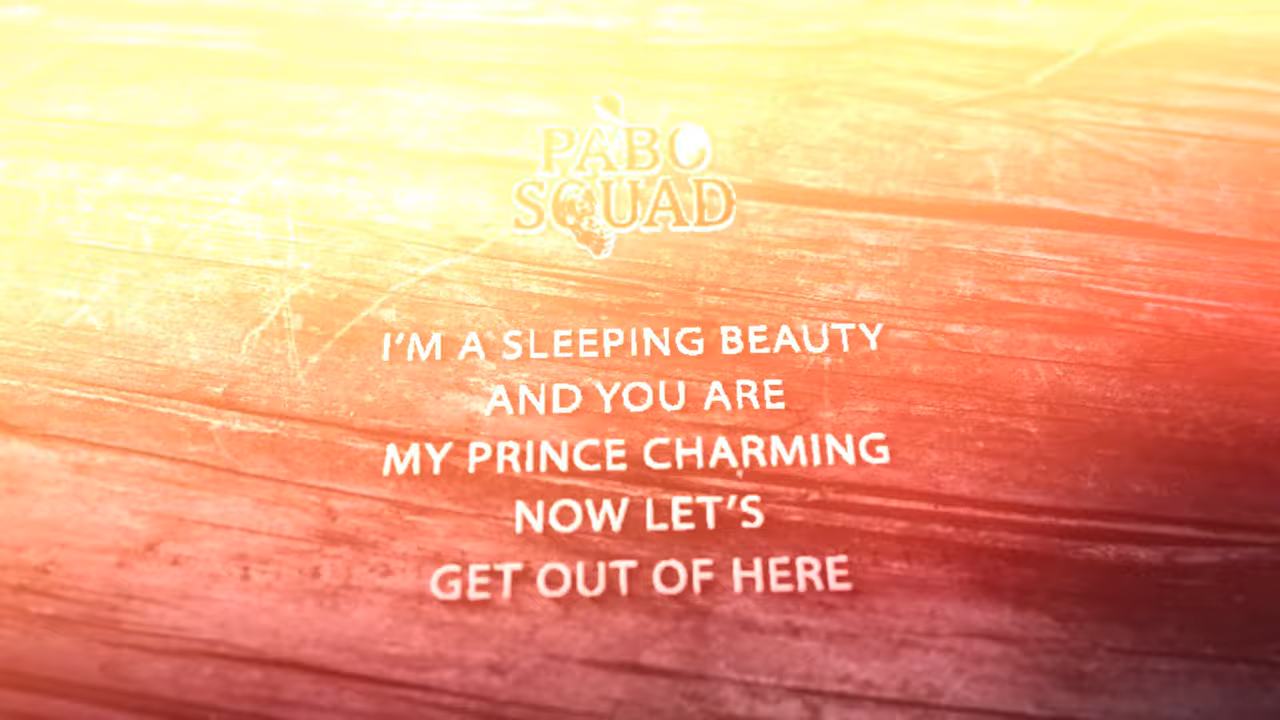 PABO
SQUAD
I'M A SLEEPING BEAUTY
AND YOU ARE
MY PRINCE CHARMING
NOW LET'S
GET OUT OF HERE